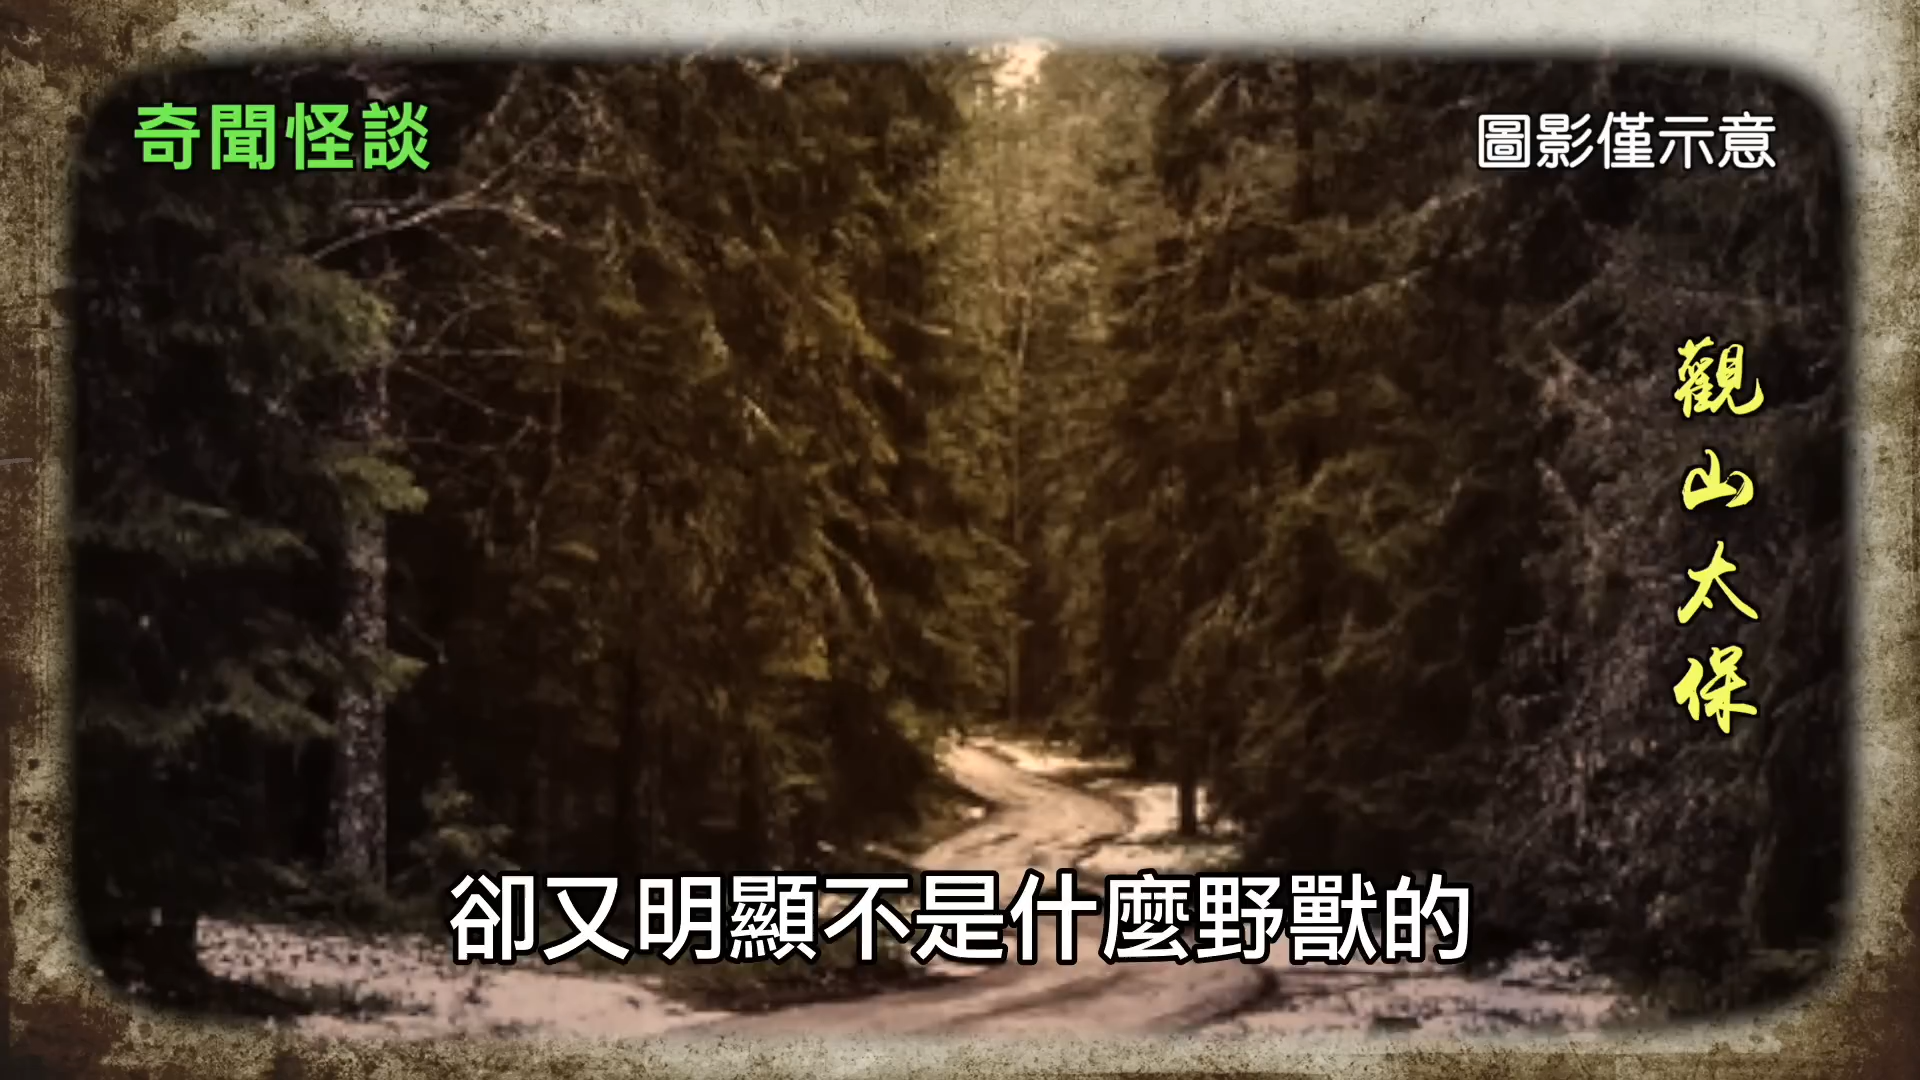 奇聞怪談
圖影僅示意
觀山太保
卻又明顯不是什麼野獸的